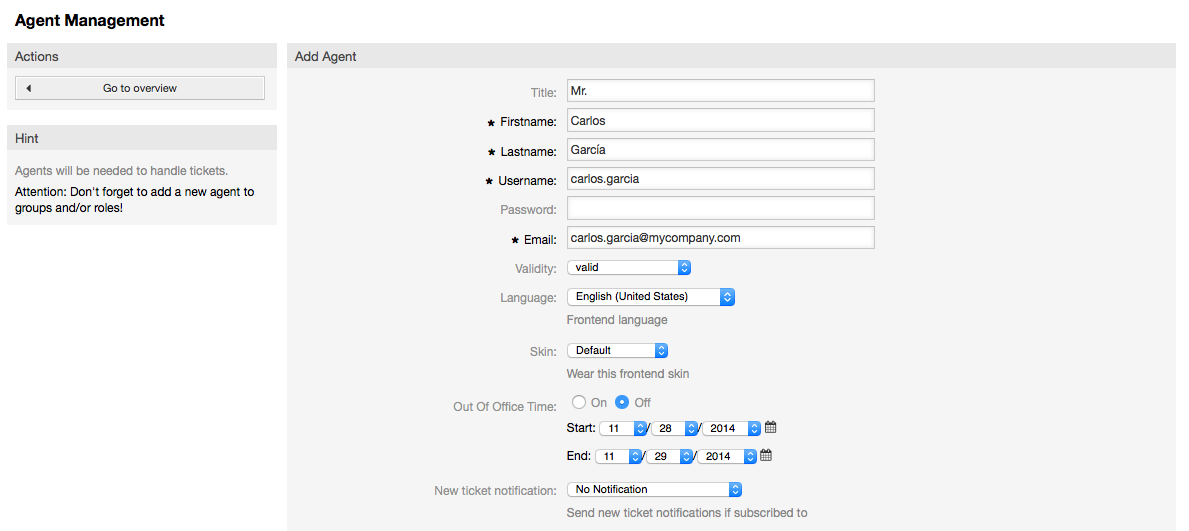 Agent Management
Actions
Go to overview
Hint
Agents will be needed to handle tickets.
Attention: Don't forget to add a new agent to
groups and/or roles!
Add Agent
Title: Mr.
* Firstname: Carlos
* Lastname: García
* Username: carlos.garcia
Password:
* Email: carlos.garcia@mycompany.com
Validity: valid
Language: English (United States)
Frontend language
Skin: Default
Wear this frontend skin
Out Of Office Time: On Off
Start: 11 / 28 / 2014
End: 11 / 29 / 2014
New ticket notification: No Notification
Send new ticket notifications if subscribed to